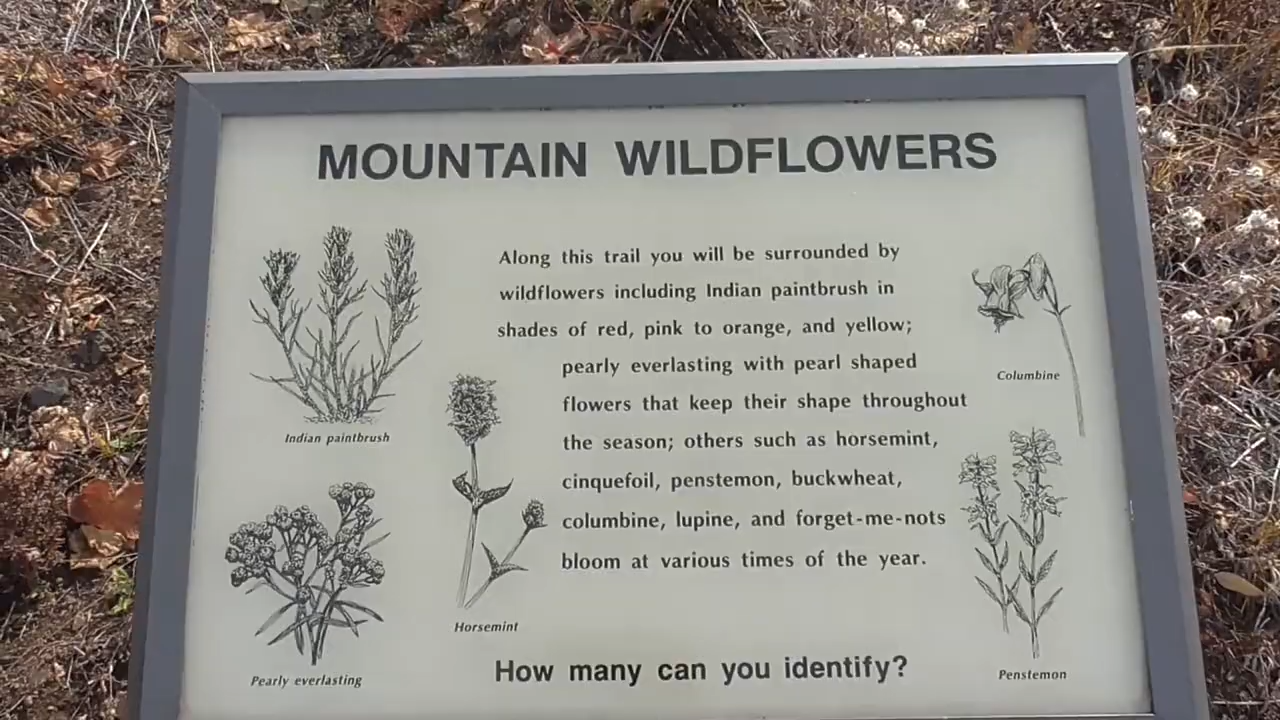 MOUNTAIN WILDFLOWERS
Along this trail you will be surrounded by
wildflowers including Indian paintbrush in
shades of red, pink to orange, and yellow;
pearly everlasting with pearl shaped
flowers that keep their shape throughout
the season; others such as horsemint,
cinquefoil, penstemon, buckwheat,
columbine, lupine, and forget-me-nots
bloom at various times of the year.
Indian paintbrush
Columbine
Horsemint
Pearly everlasting
Penstemon
How many can you identify?